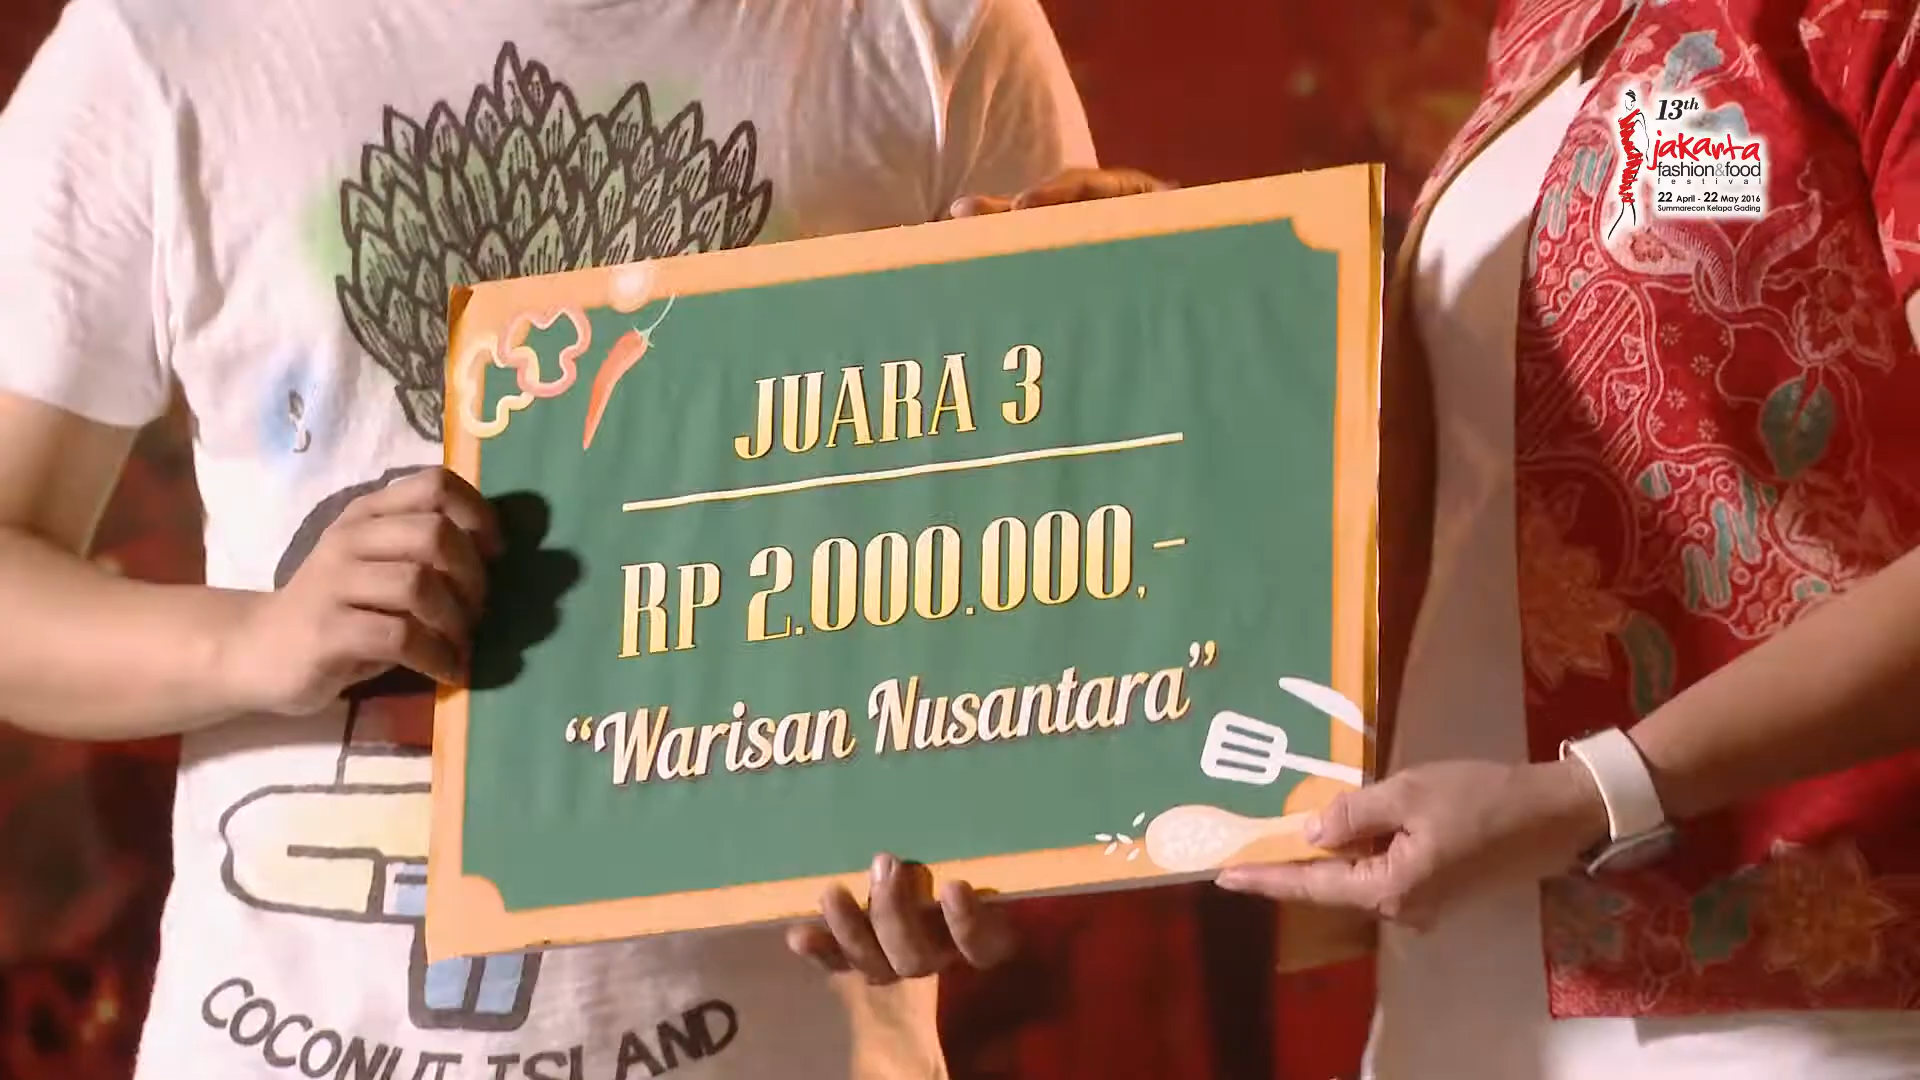 13th
jakarta
fashion&food
festival
22 April - 22 May 2016
Summarecon Kelapa Gading
JUARA 3
RP 2.000.000,-
“Warisan Nusantara”
COCONUT ISLAND